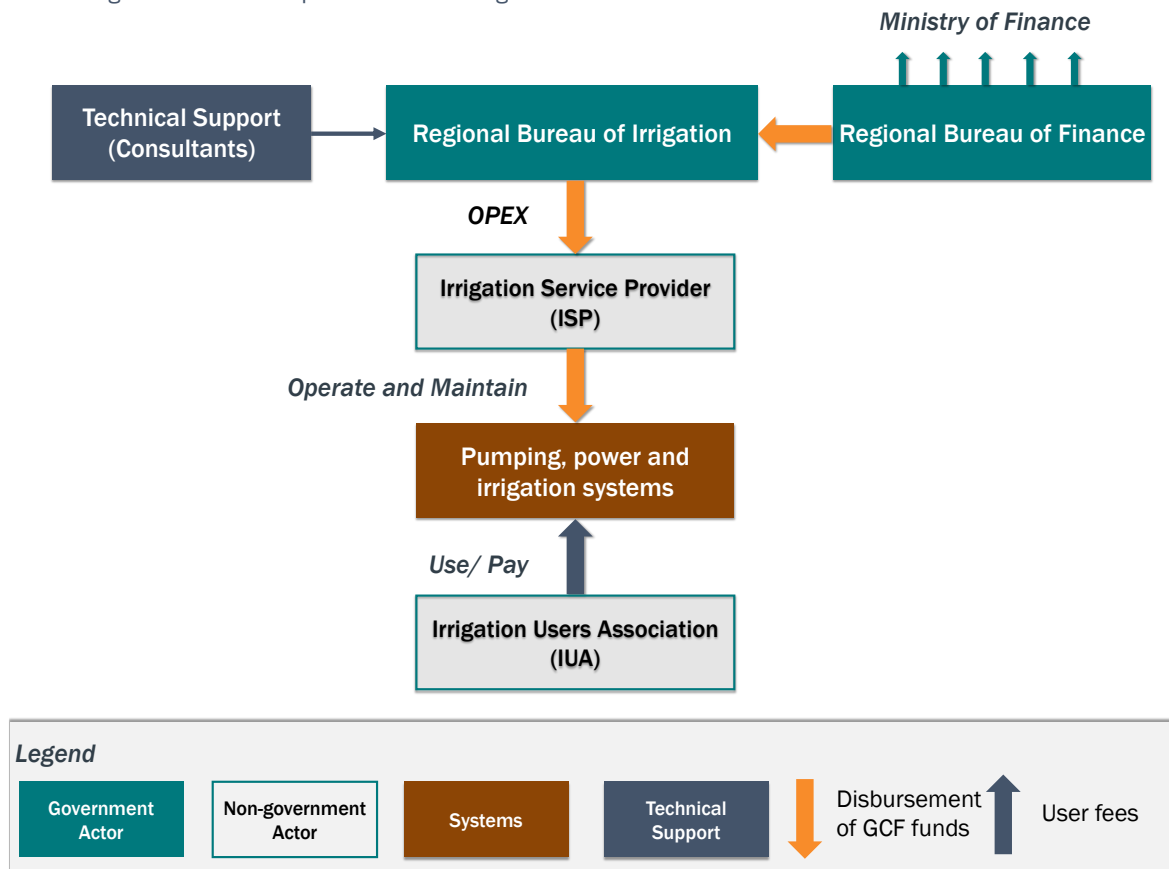 Ministry of Finance
Technical Support
(Consultants)
Regional Bureau of Irrigation
Regional Bureau of Finance
OPEX
Irrigation Service Provider
(ISP)
Operate and Maintain
Pumping, power and
irrigation systems
Use/ Pay
Irrigation Users Association
(IUA)
Legend
Government
Actor
Non-government
Actor
Systems
Technical
Support
Disbursement
of GCF funds
User fees